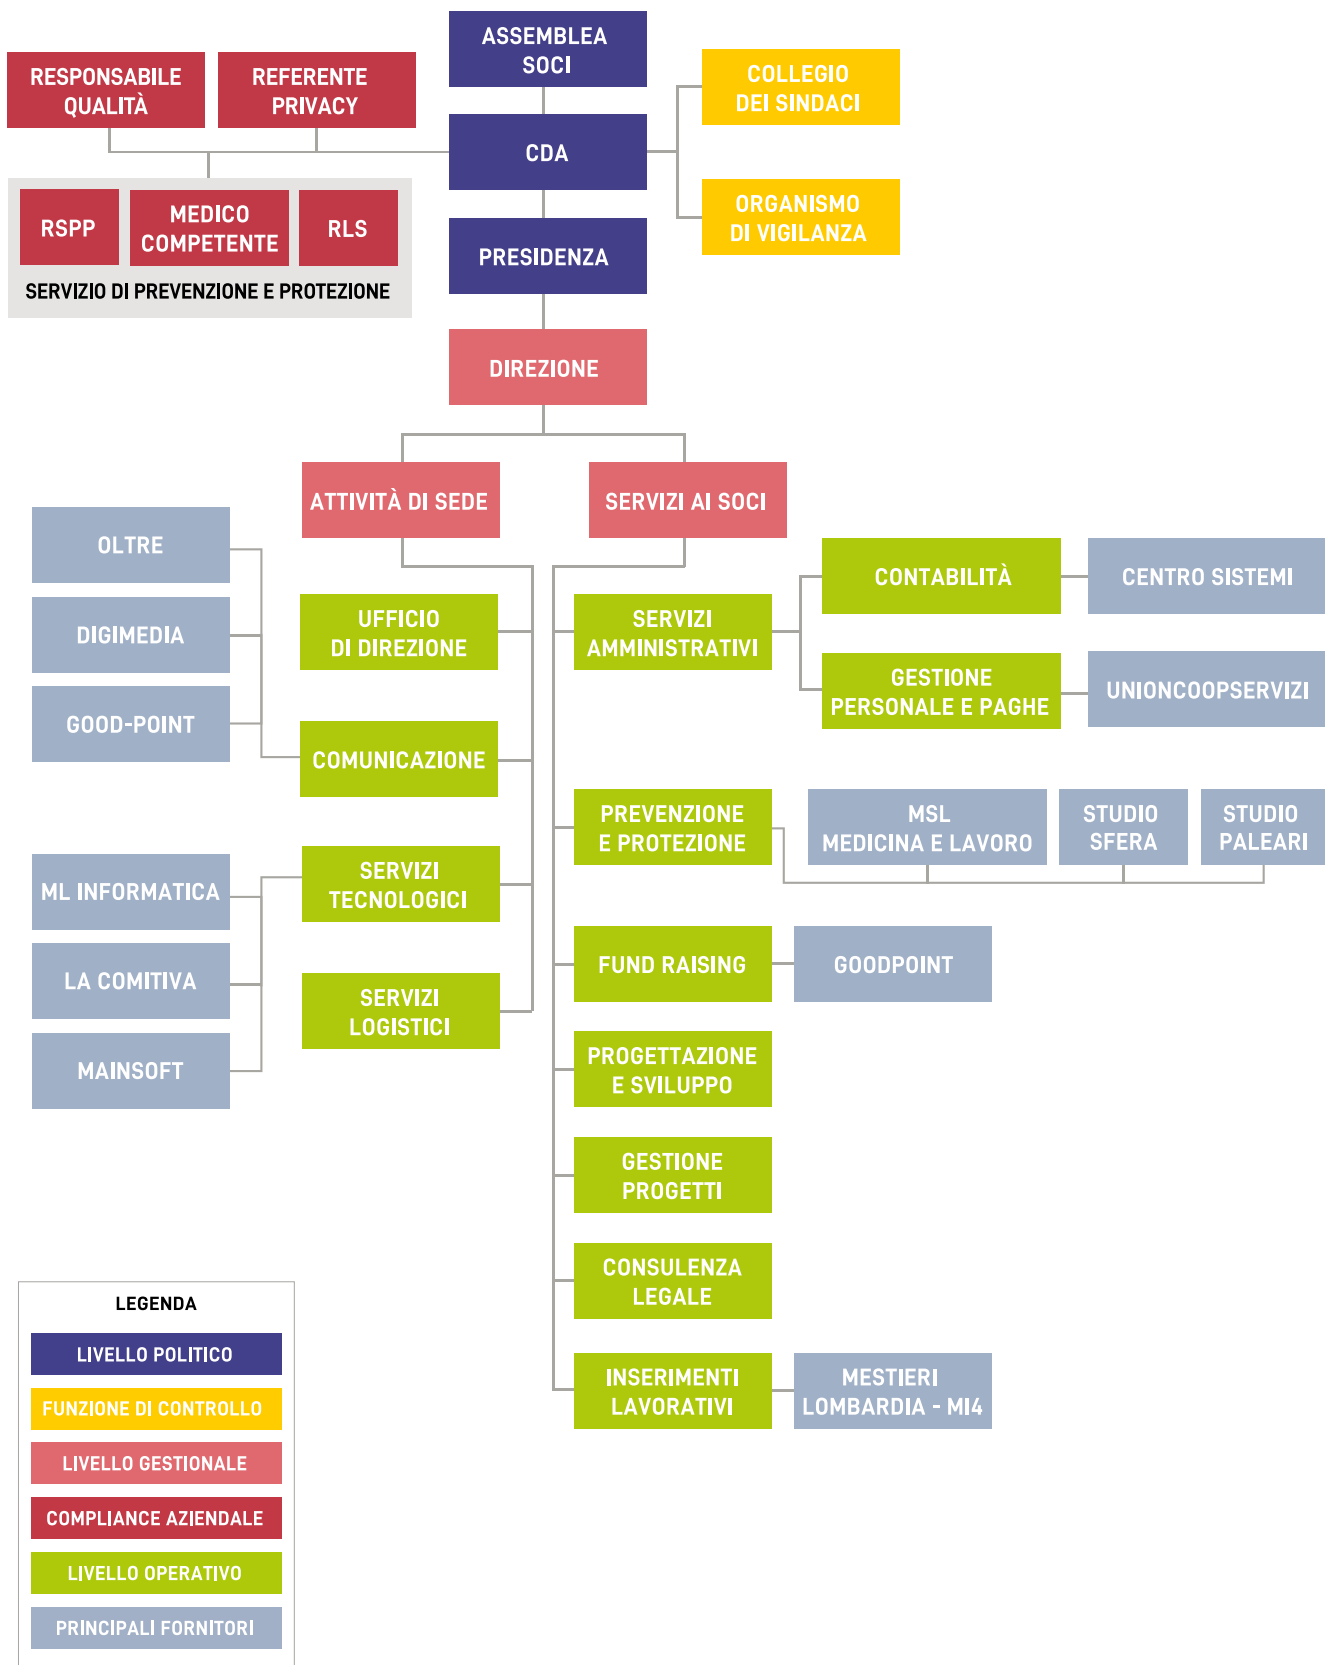 ASSEMBLEA
SOCI
RESPONSABILE
QUALITÀ
REFERENTE
PRIVACY
COLLEGIO
DEI SINDACI
CDA
RSPP
MEDICO
COMPETENTE
RLS
SERVIZIO DI PREVENZIONE E PROTEZIONE
ORGANISMO
DI VIGILANZA
PRESIDENZA
DIREZIONE
ATTIVITÀ DI SEDE
SERVIZI AI SOCI
OLTRE
DIGIMEDIA
GOOD-POINT
UFFICIO
DI DIREZIONE
COMUNICAZIONE
ML INFORMATICA
LA COMITIVA
MAINSOFT
SERVIZI
TECNOLOGICI
SERVIZI
LOGISTICI
SERVIZI
AMMINISTRATIVI
CONTABILITÀ
CENTRO SISTEMI
GESTIONE
PERSONALE E PAGHE
UNIONCOOPSERVIZI
PREVENZIONE
E PROTEZIONE
MSL
MEDICINA E LAVORO
STUDIO
SFERA
STUDIO
PALEARI
FUND RAISING
GOODPOINT
PROGETTAZIONE
E SVILUPPO
GESTIONE
PROGETTI
CONSULENZA
LEGALE
INSERIMENTI
LAVORATIVI
MESTIERI
LOMBARDIA - MI4
LEGENDA
LIVELLO POLITICO
FUNZIONE DI CONTROLLO
LIVELLO GESTIONALE
COMPLIANCE AZIENDALE
LIVELLO OPERATIVO
PRINCIPALI FORNITORI